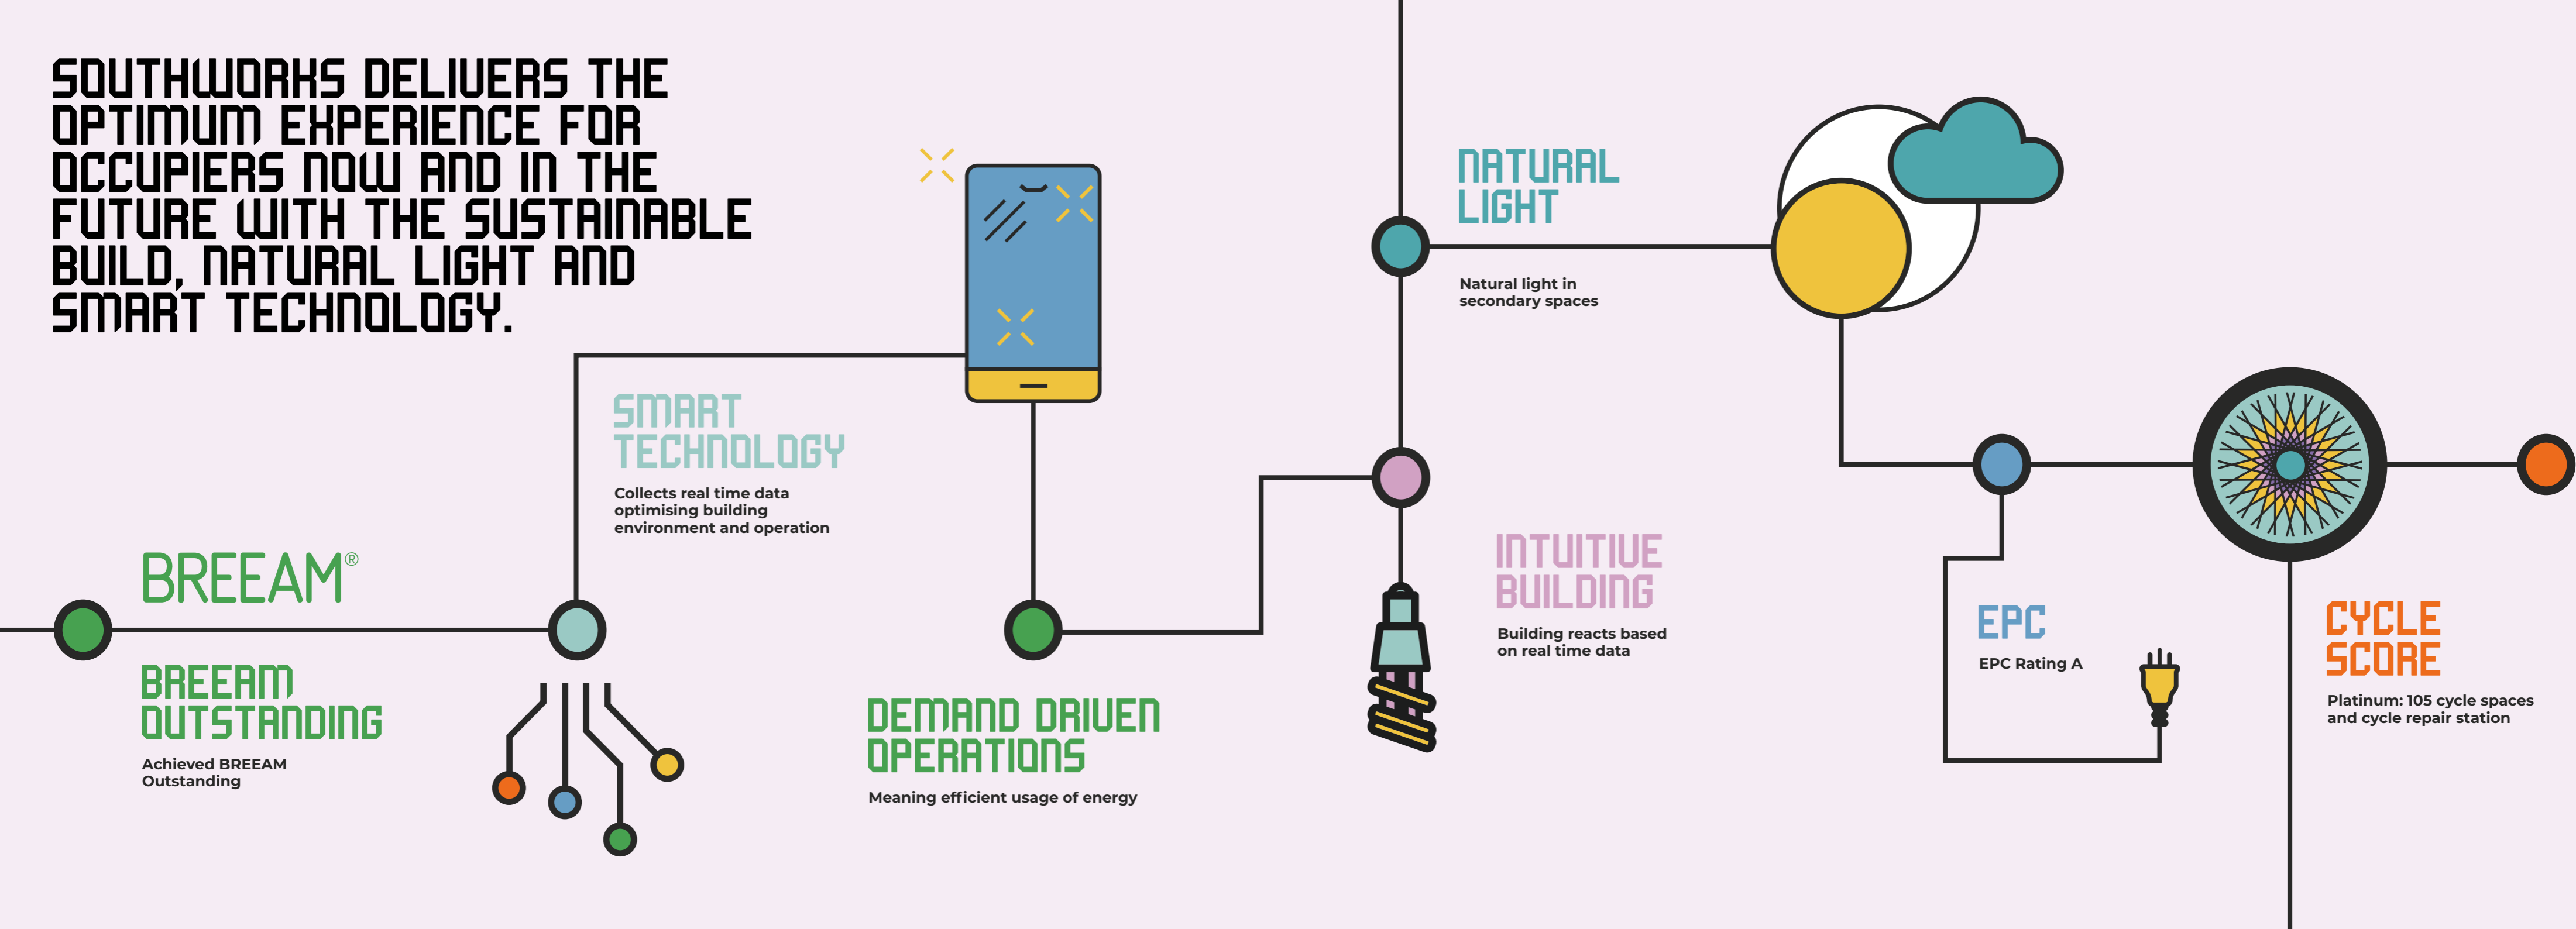 SOUTHWORKS DELIVERS THE
OPTIMUM EXPERIENCE FOR
OCCUPIERS NOW AND IN THE
FUTURE WITH THE SUSTAINABLE
BUILD, NATURAL LIGHT AND
SMART TECHNOLOGY.
BREEAM®
BREEAM
OUTSTANDING
Achieved BREEAM
Outstanding
SMART
TECHNOLOGY
Collects real time data
optimising building
environment and operation
DEMAND DRIVEN
OPERATIONS
Meaning efficient usage of energy
NATURAL
LIGHT
Natural light in
secondary spaces
INTUITIVE
BUILDING
Building reacts based
on real time data
EPC
EPC Rating A
CYCLE
SCORE
Platinum: 105 cycle spaces
and cycle repair station